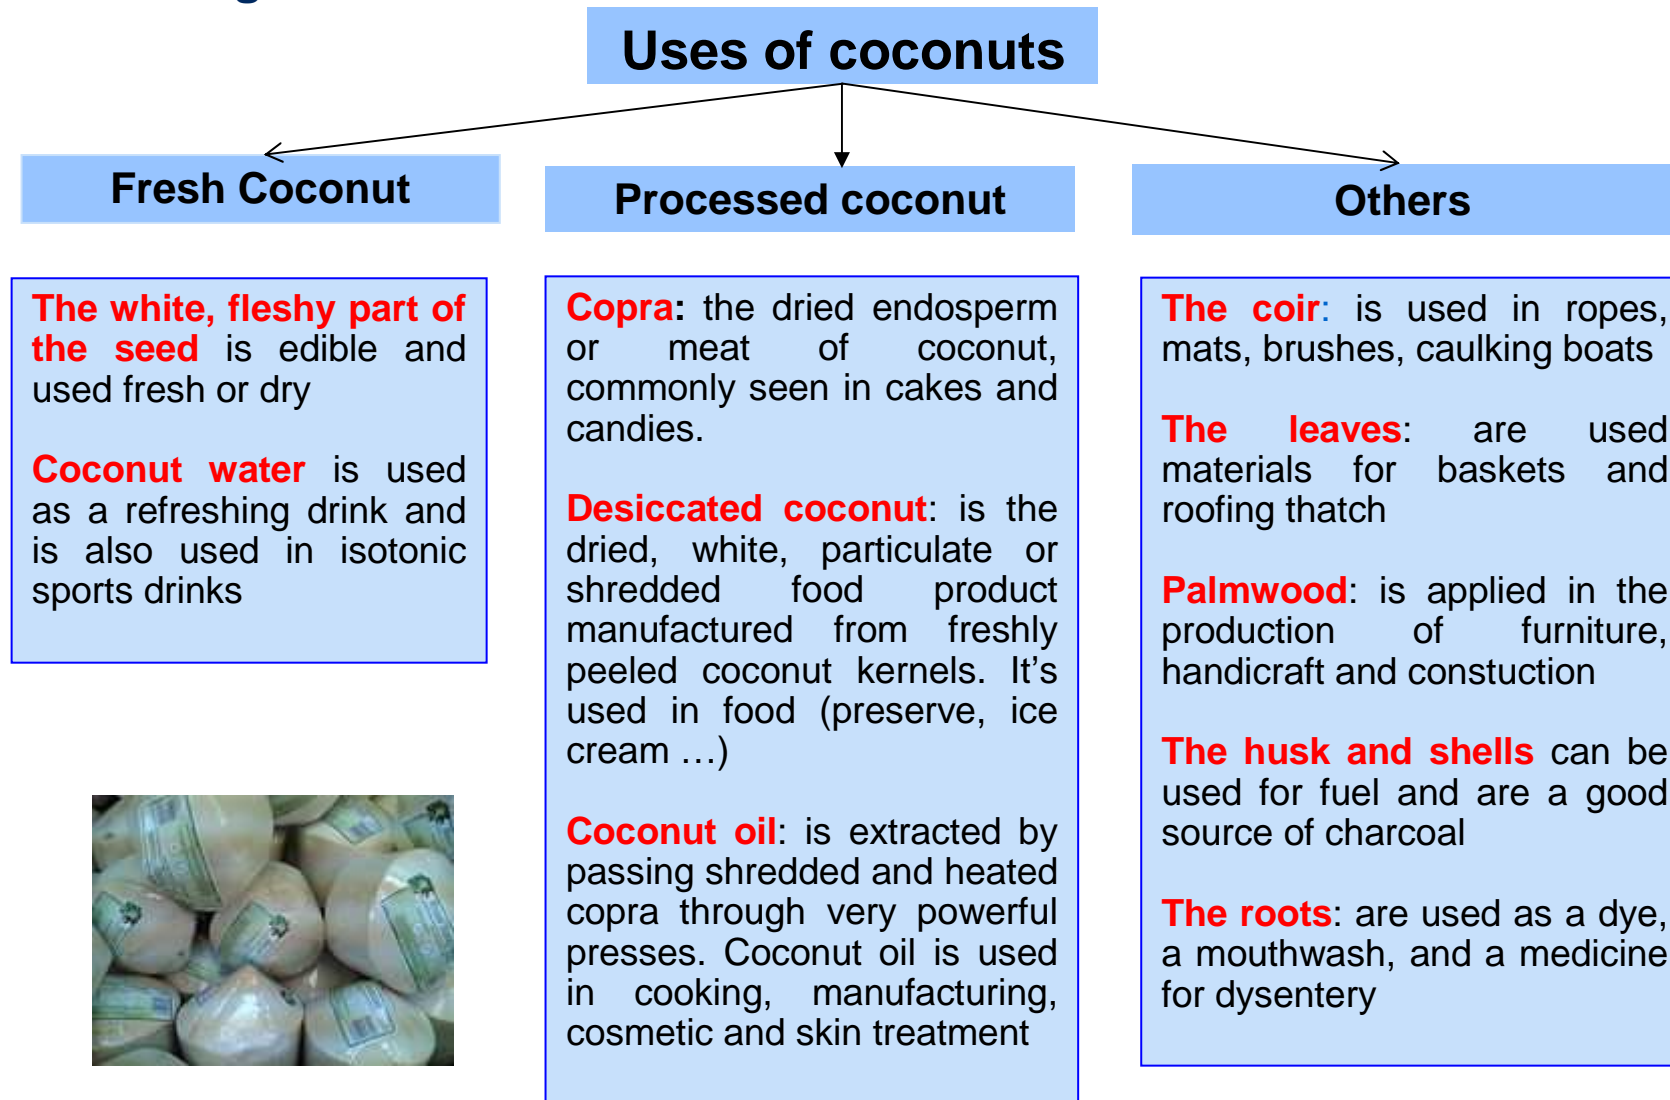 Uses of coconuts
Fresh Coconut
The white, fleshy part of
the seed is edible and
used fresh or dry
Coconut water is used
as a refreshing drink and
is also used in isotonic
sports drinks
Processed coconut
Copra: the dried endosperm
or meat of coconut,
commonly seen in cakes and
candies.
Desiccated coconut: is the
dried, white, particulate or
shredded food product
manufactured from freshly
peeled coconut kernels. It’s
used in food (preserve, ice
cream …)
Coconut oil: is extracted by
passing shredded and heated
copra through very powerful
presses. Coconut oil is used
in cooking, manufacturing,
cosmetic and skin treatment
Others
The coir: is used in ropes,
mats, brushes, caulking boats
The leaves: are used
materials for baskets and
roofing thatch
Palmwood: is applied in the
production of furniture,
handicraft and constuction
The husk and shells can be
used for fuel and are a good
source of charcoal
The roots: are used as a dye,
a mouthwash, and a medicine
for dysentery